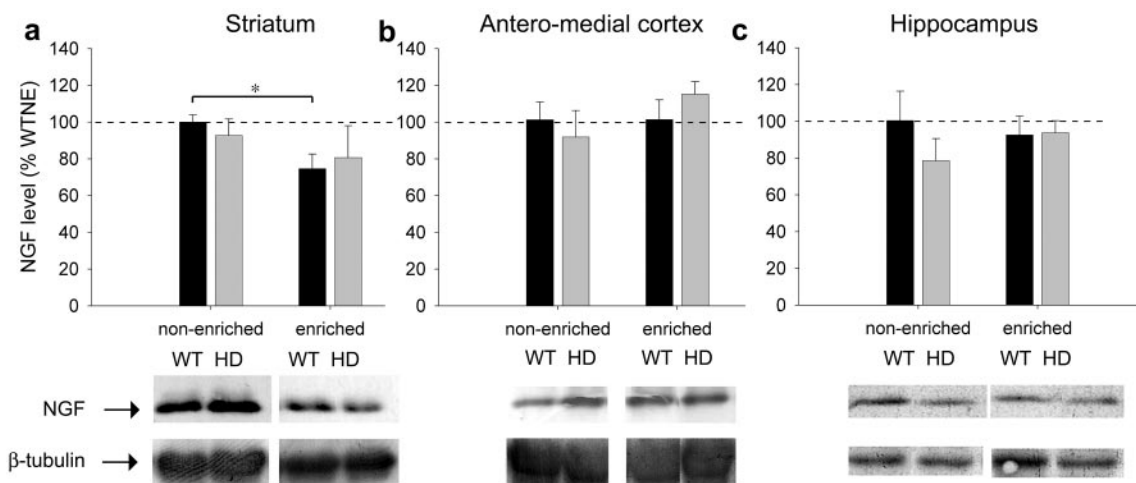 a Striatum
140
120
100
80
60
40
20
0
NGF level (% WTNE)
*
non-enriched enriched
WT HD WT HD
b Antero-medial cortex
140
120
100
80
60
40
20
0
non-enriched enriched
WT HD WT HD
c Hippocampus
140
120
100
80
60
40
20
0
non-enriched enriched
WT HD WT HD
NGF
β-tubulin